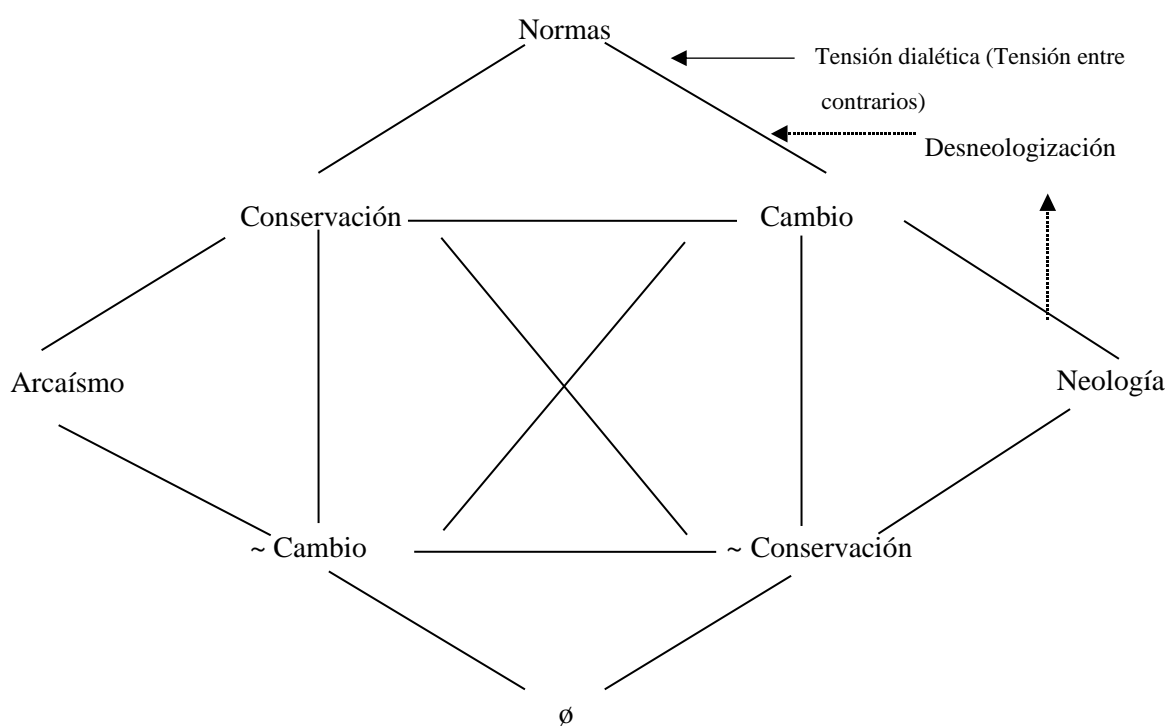 Normas
Tensión dialética (Tensión entre
contrarios)
Desneologización
Conservación
Cambio
Arcaísmo
Neología
~ Cambio
~ Conservación
ø